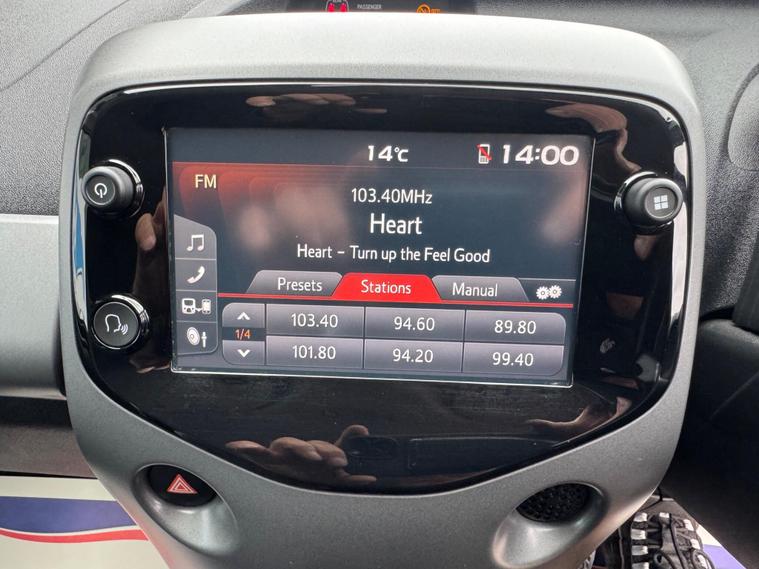 PASSENGER
14℃
14:00
FM
103.40MHz
Heart
Heart – Turn up the Feel Good
Presets
Stations
Manual
103.40
94.60
89.80
1/4
101.80
94.20
99.40